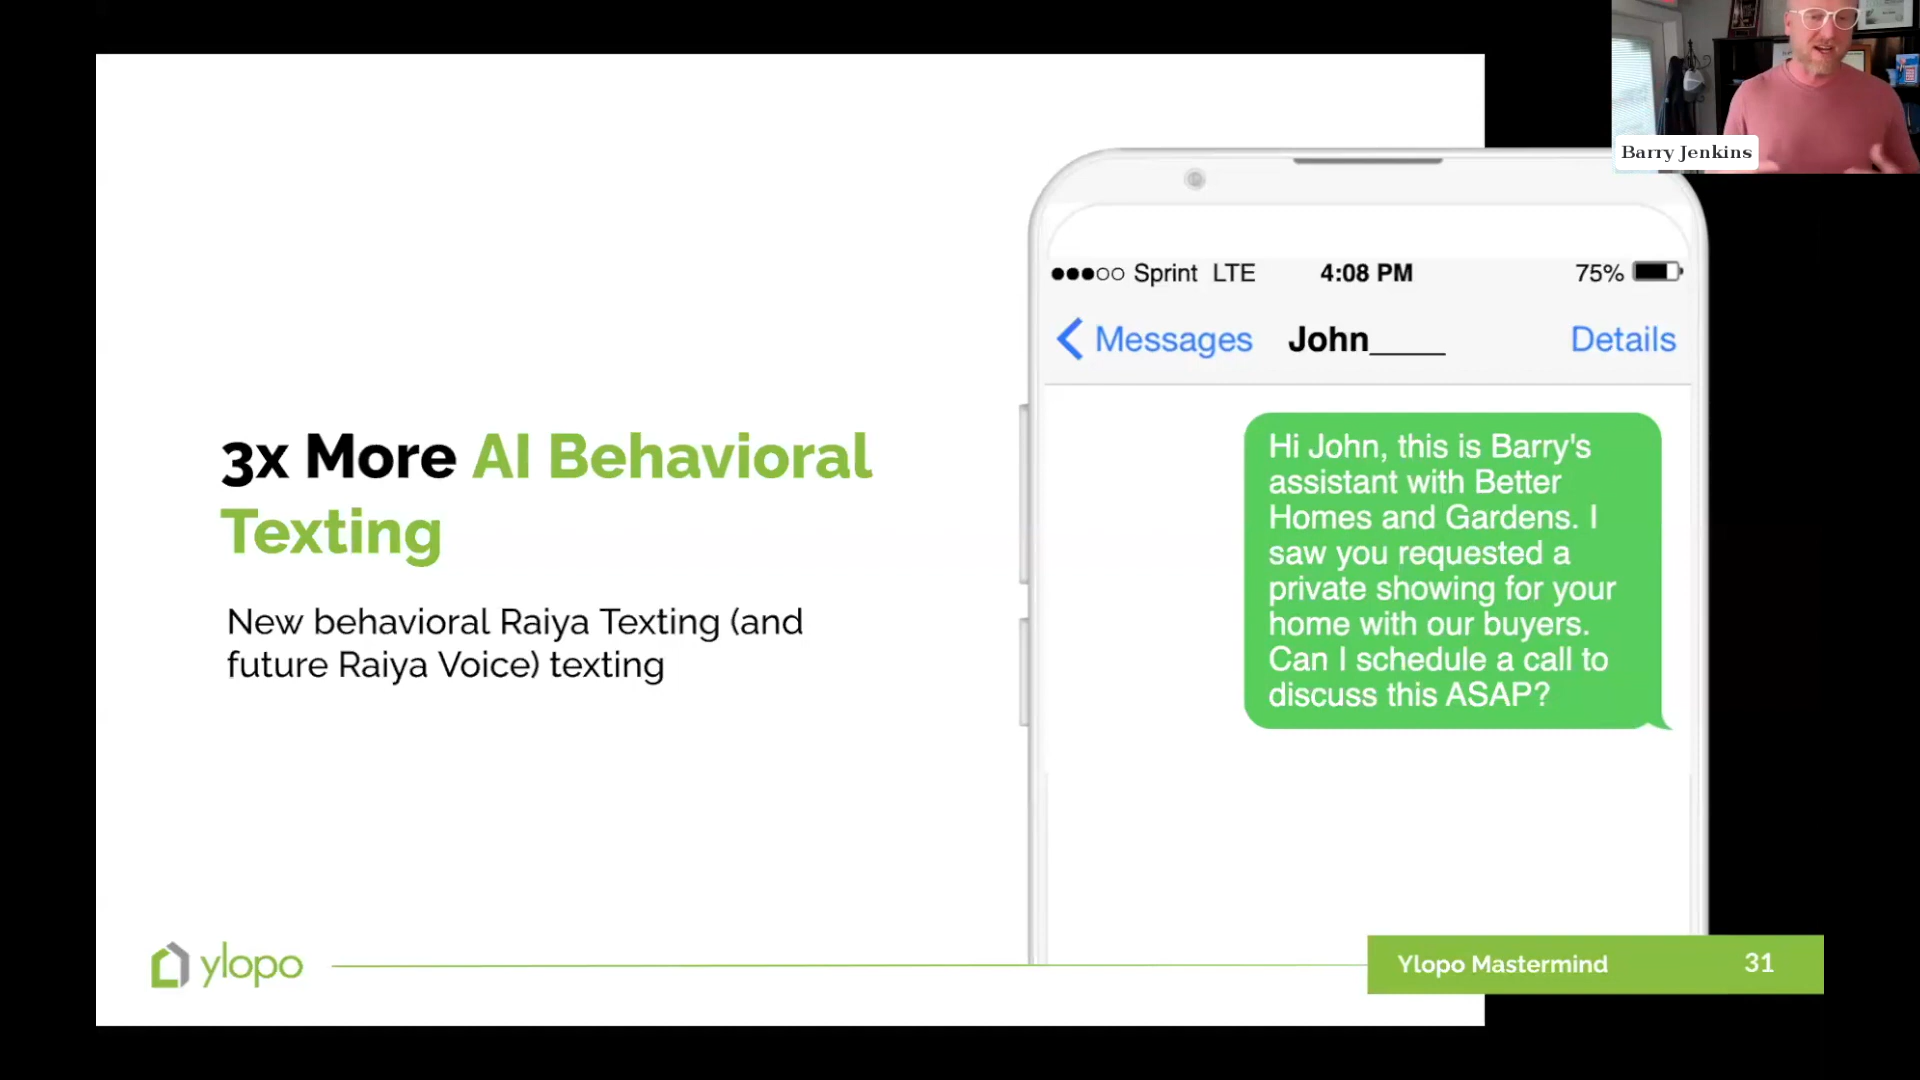 Barry Jenkins
Sprint LTE 4:08 PM 75%
Messages John____ Details
3x More AI Behavioral
Texting
New behavioral Raiya Texting (and
future Raiya Voice) texting
Hi John, this is Barry's
assistant with Better
Homes and Gardens. I
saw you requested a
private showing for your
home with our buyers.
Can I schedule a call to
discuss this ASAP?
ylopo
Ylopo Mastermind 31